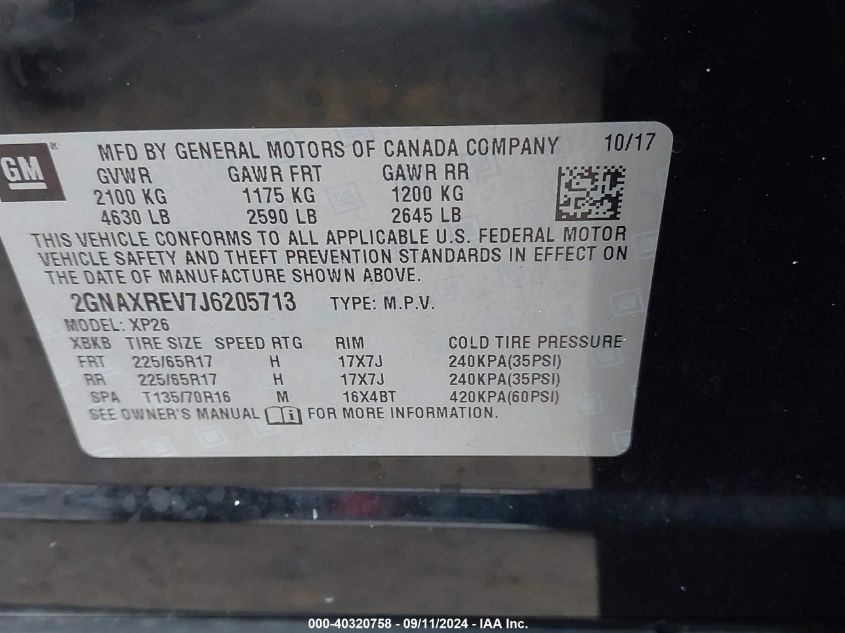 GM ®
MFD BY GENERAL MOTORS OF CANADA COMPANY 10/17
GVWR GAWR FRT GAWR RR
2100 KG 1175 KG 1200 KG
4630 LB 2590 LB 2645 LB
THIS VEHICLE CONFORMS TO ALL APPLICABLE U.S. FEDERAL MOTOR
VEHICLE SAFETY AND THEFT PREVENTION STANDARDS IN EFFECT ON
THE DATE OF MANUFACTURE SHOWN ABOVE.
2GNAXREV7J6205713 TYPE: M.P.V.
MODEL: XP26
XBKB TIRE SIZE SPEED RTG RIM COLD TIRE PRESSURE
FRT 225/65R17 H 17X7J 240KPA(35PSI)
RR 225/65R17 H 17X7J 240KPA(35PSI)
SPA T135/70R16 M 16X4BT 420KPA(60PSI)
SEE OWNER'S MANUAL i FOR MORE INFORMATION.
000-40320758 - 09/11/2024 - IAA Inc.